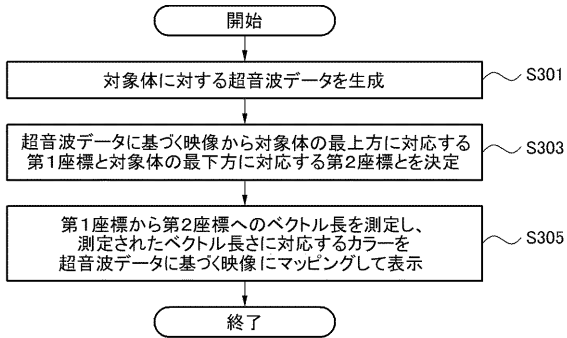 開始
対象体に対する超音波データを生成
S301
超音波データに基づく映像から対象体の最上方に対応する
第1座標と対象体の最下方に対応する第2座標とを決定
S303
第1座標から第2座標へのベクトル長を測定し、
測定されたベクトル長さに対応するカラーを
超音波データに基づく映像にマッピングして表示
S305
終了